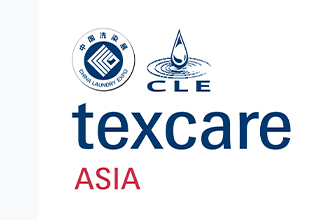 中国洗染展
CHINA LAUNDRY EXPO
CLE
texcare
ASIA